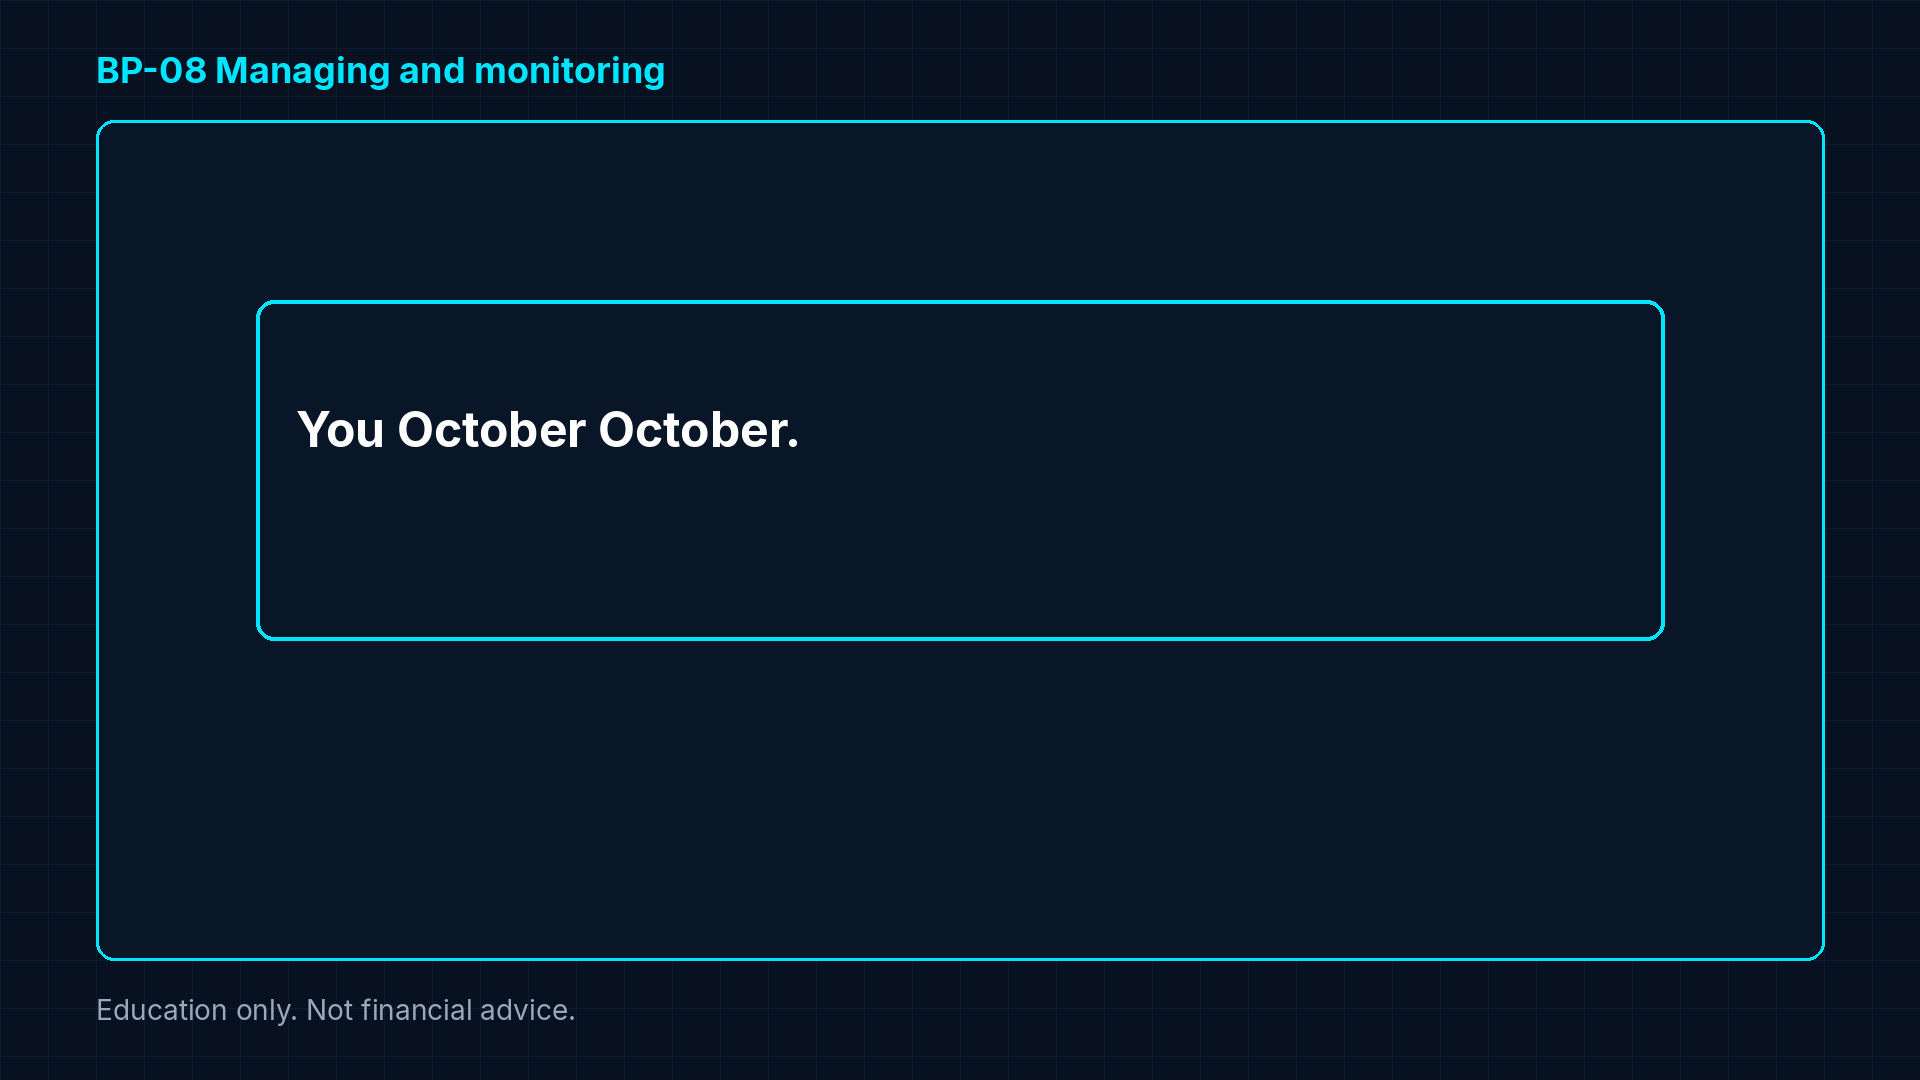 BP-08 Managing and monitoring
You October October.
Education only. Not financial advice.